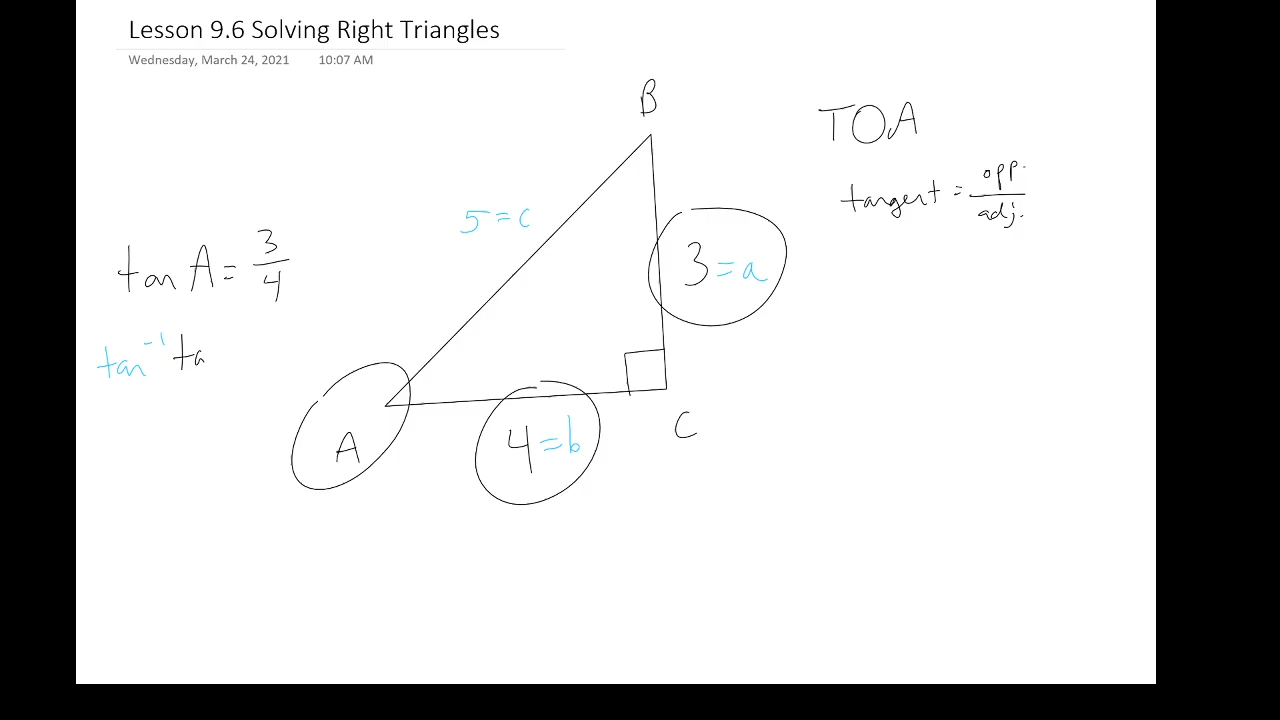 Lesson 9.6 Solving Right Triangles
Wednesday, March 24, 2021 10:07 AM
B
TOA
tangent = opp. / adj.
5 = c
3 = a
tan A = 3/4
tan⁻¹ ta
A
4 = b
C